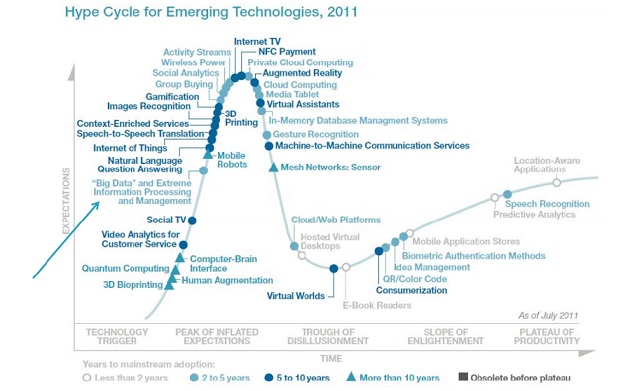 Hype Cycle for Emerging Technologies, 2011
Internet TV
NFC Payment
Activity Streams
Wireless Power
Private Cloud Computing
Social Analytics
Augmented Reality
Group Buying
Cloud Computing
Gamification
Media Tablet
Images Recognition
Virtual Assistants
3D
Printing
Context-Enriched Services
In-Memory Database Managment Systems
Speech-to-Speech Translation
Gesture Recognition
Internet of Things
Machine-to-Machine Communication Services
Natural Language
Question Answering
Mobile
Robots
Mesh Networks: Sensor
Location-Aware
Applications
"Big Data" and Extreme
Information Processing
and Management
Speech Recognition
Predictive Analytics
EXPECTATIONS
Social TV
Cloud/Web Platforms
Video Analytics for
Customer Service
Hosted Virtual
Desktops
Mobile Application Stores
Biometric Authentication Methods
Computer-Brain
Interface
Idea Management
Quantum Computing
QR/Color Code
Human Augmentation
3D Bioprinting
Consumerization
Virtual Worlds
E-Book Readers
As of July 2011
TECHNOLOGY
TRIGGER
PEAK OF INFLATED
EXPECTATIONS
TROUGH OF
DISILLUSIONMENT
SLOPE OF
ENLIGHTENMENT
PLATEAU OF
PRODUCTIVITY
TIME
Years to mainstream adoption:
Less than 2 years
2 to 5 years
5 to 10 years
More than 10 years
Obsolete before plateau